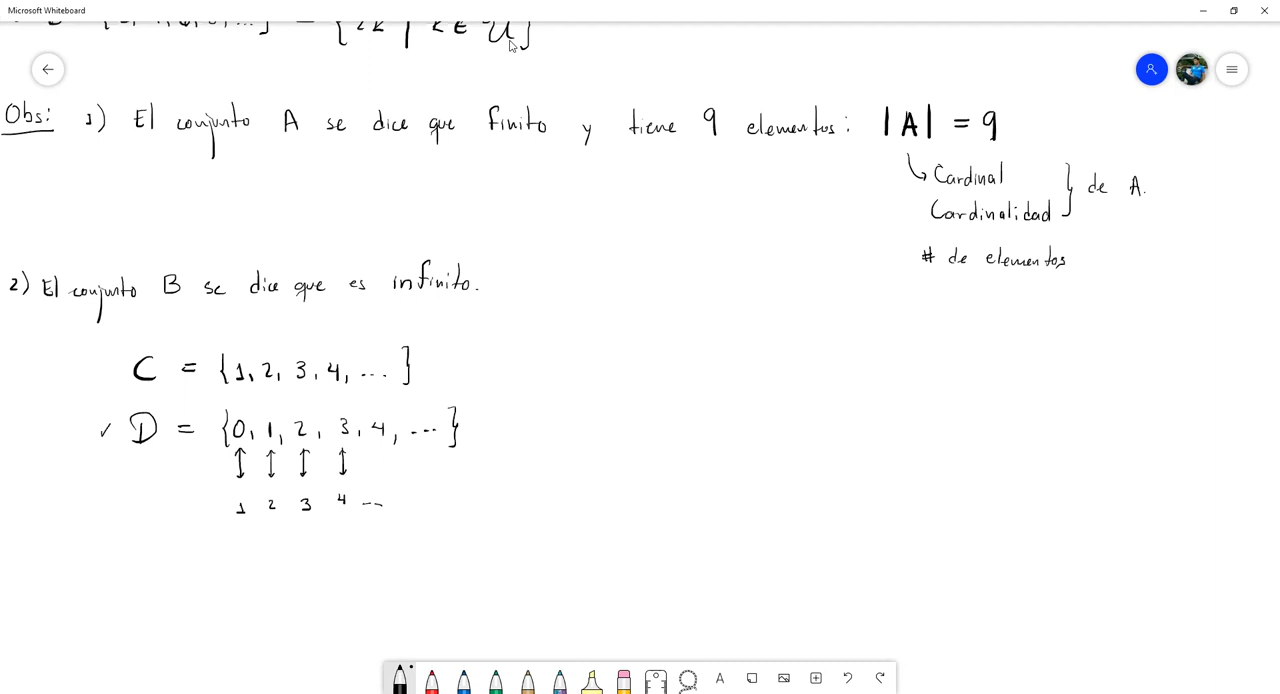 Microsoft Whiteboard
{2k | k ∈
Obs: 1) El conjunto A se dice que finito y tiene 9 elementos: |A| = 9
Cardinal
Cardinalidad } de A.
# de elementos
2) El conjunto B se dice que es infinito.
C = {1, 2, 3, 4, ... }
✓ D = {0, 1, 2, 3, 4, ... }
↕ ↕ ↕ ↕
1 2 3 4 ...